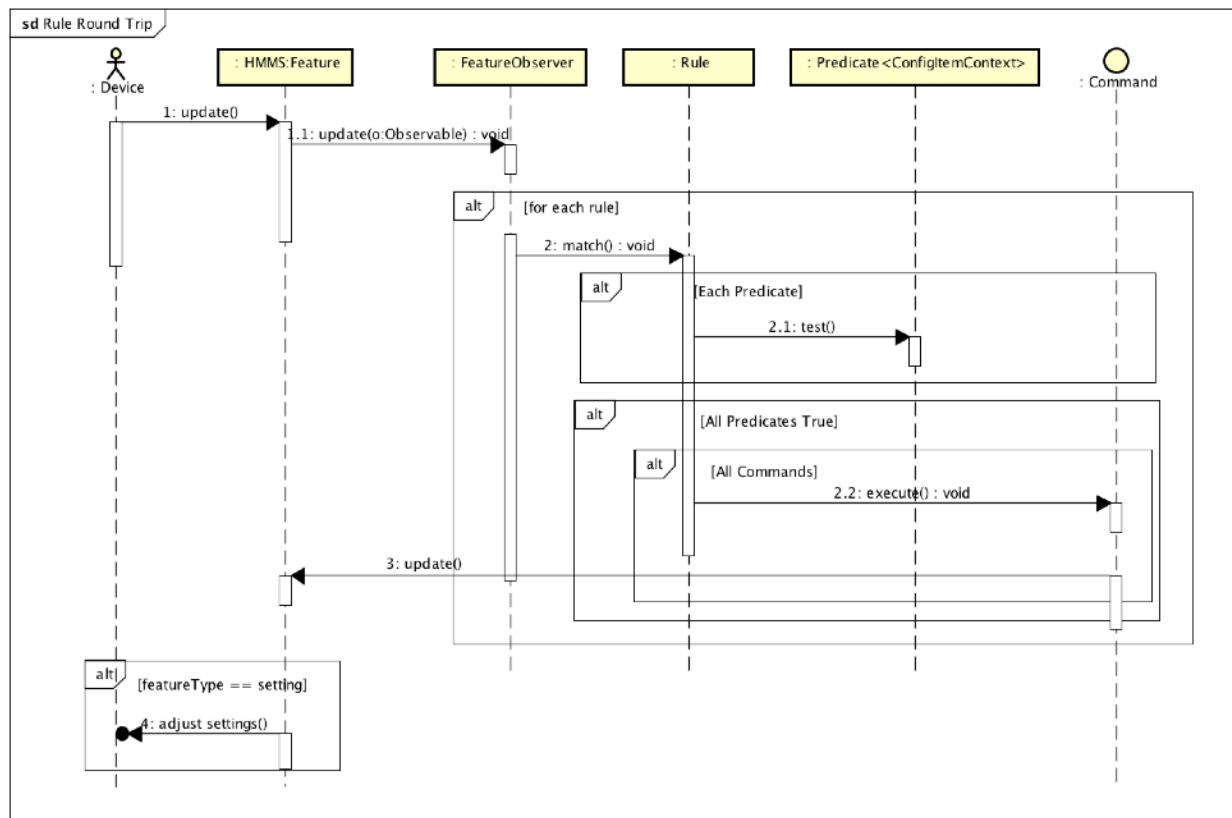 sd Rule Round Trip
: Device
: HMMS:Feature
: FeatureObserver
: Rule
: Predicate<ConfigItemContext>
: Command
1: update()
1.1: update(o:Observable) : void
alt
[for each rule]
2: match() : void
alt
[Each Predicate]
2.1: test()
alt
[All Predicates True]
alt
[All Commands]
2.2: execute() : void
3: update()
alt
[featureType == setting]
4: adjust settings()